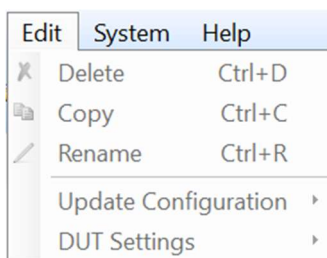 Edit System Help
Delete Ctrl+D
Copy Ctrl+C
Rename Ctrl+R
Update Configuration
DUT Settings